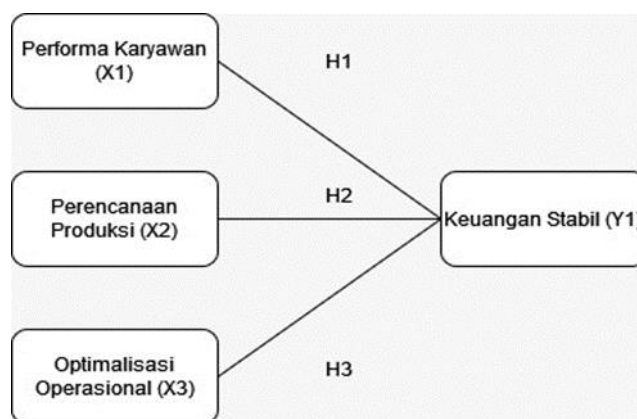 Performa Karyawan
(X1)
H1
Perencanaan
Produksi (X2)
H2
Keuangan Stabil (Y1)
Optimalisasi
Operasional (X3)
H3